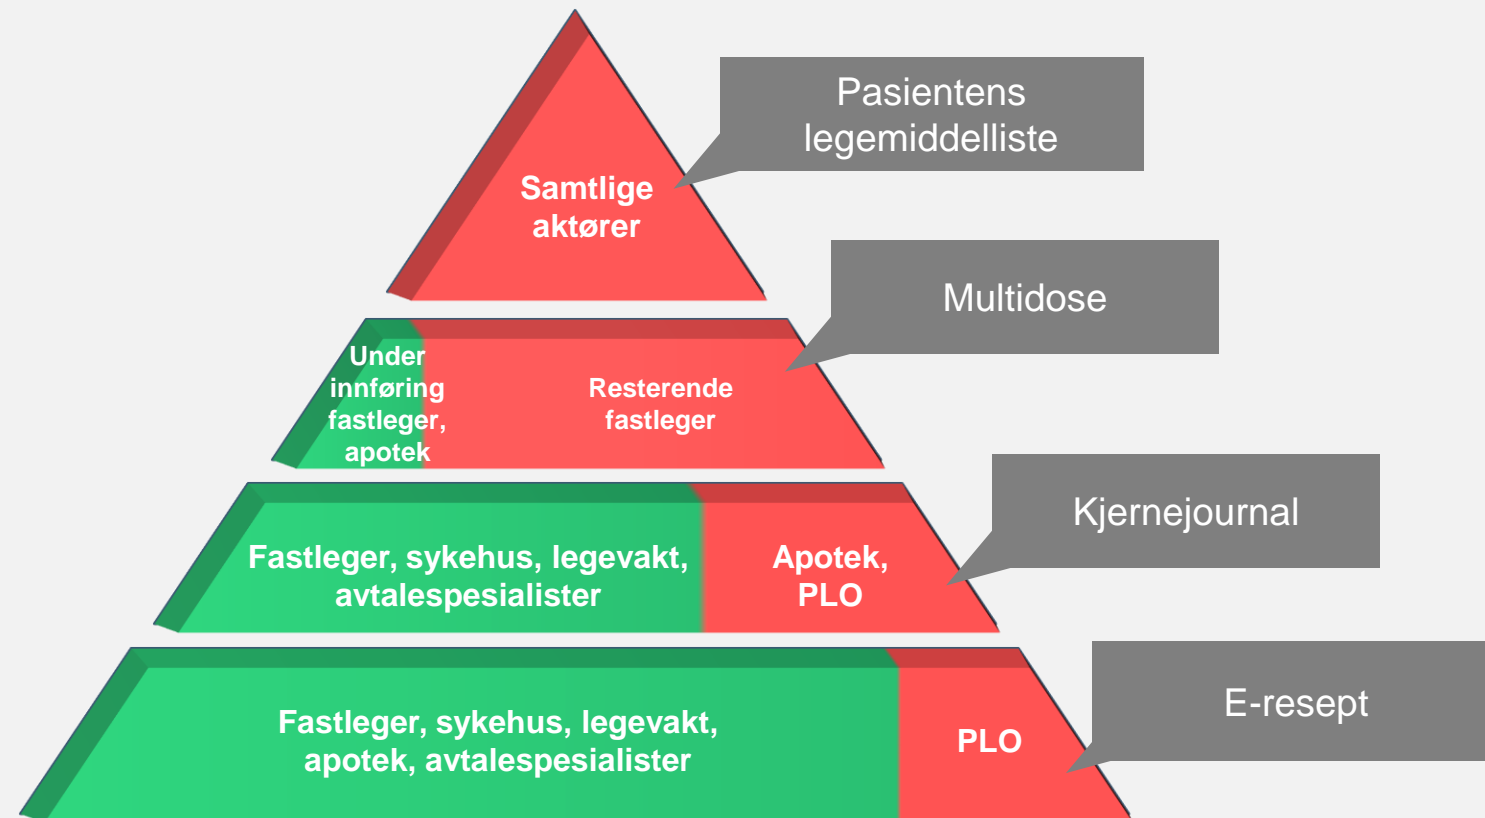 Pasientens
legemiddelliste
Samtlige
aktører
Multidose
Under
innføring
fastleger,
apotek
Resterende
fastleger
Kjernejournal
Fastleger, sykehus, legevakt,
avtalespesialister
Apotek,
PLO
E-resept
Fastleger, sykehus, legevakt,
apotek, avtalespesialister
PLO